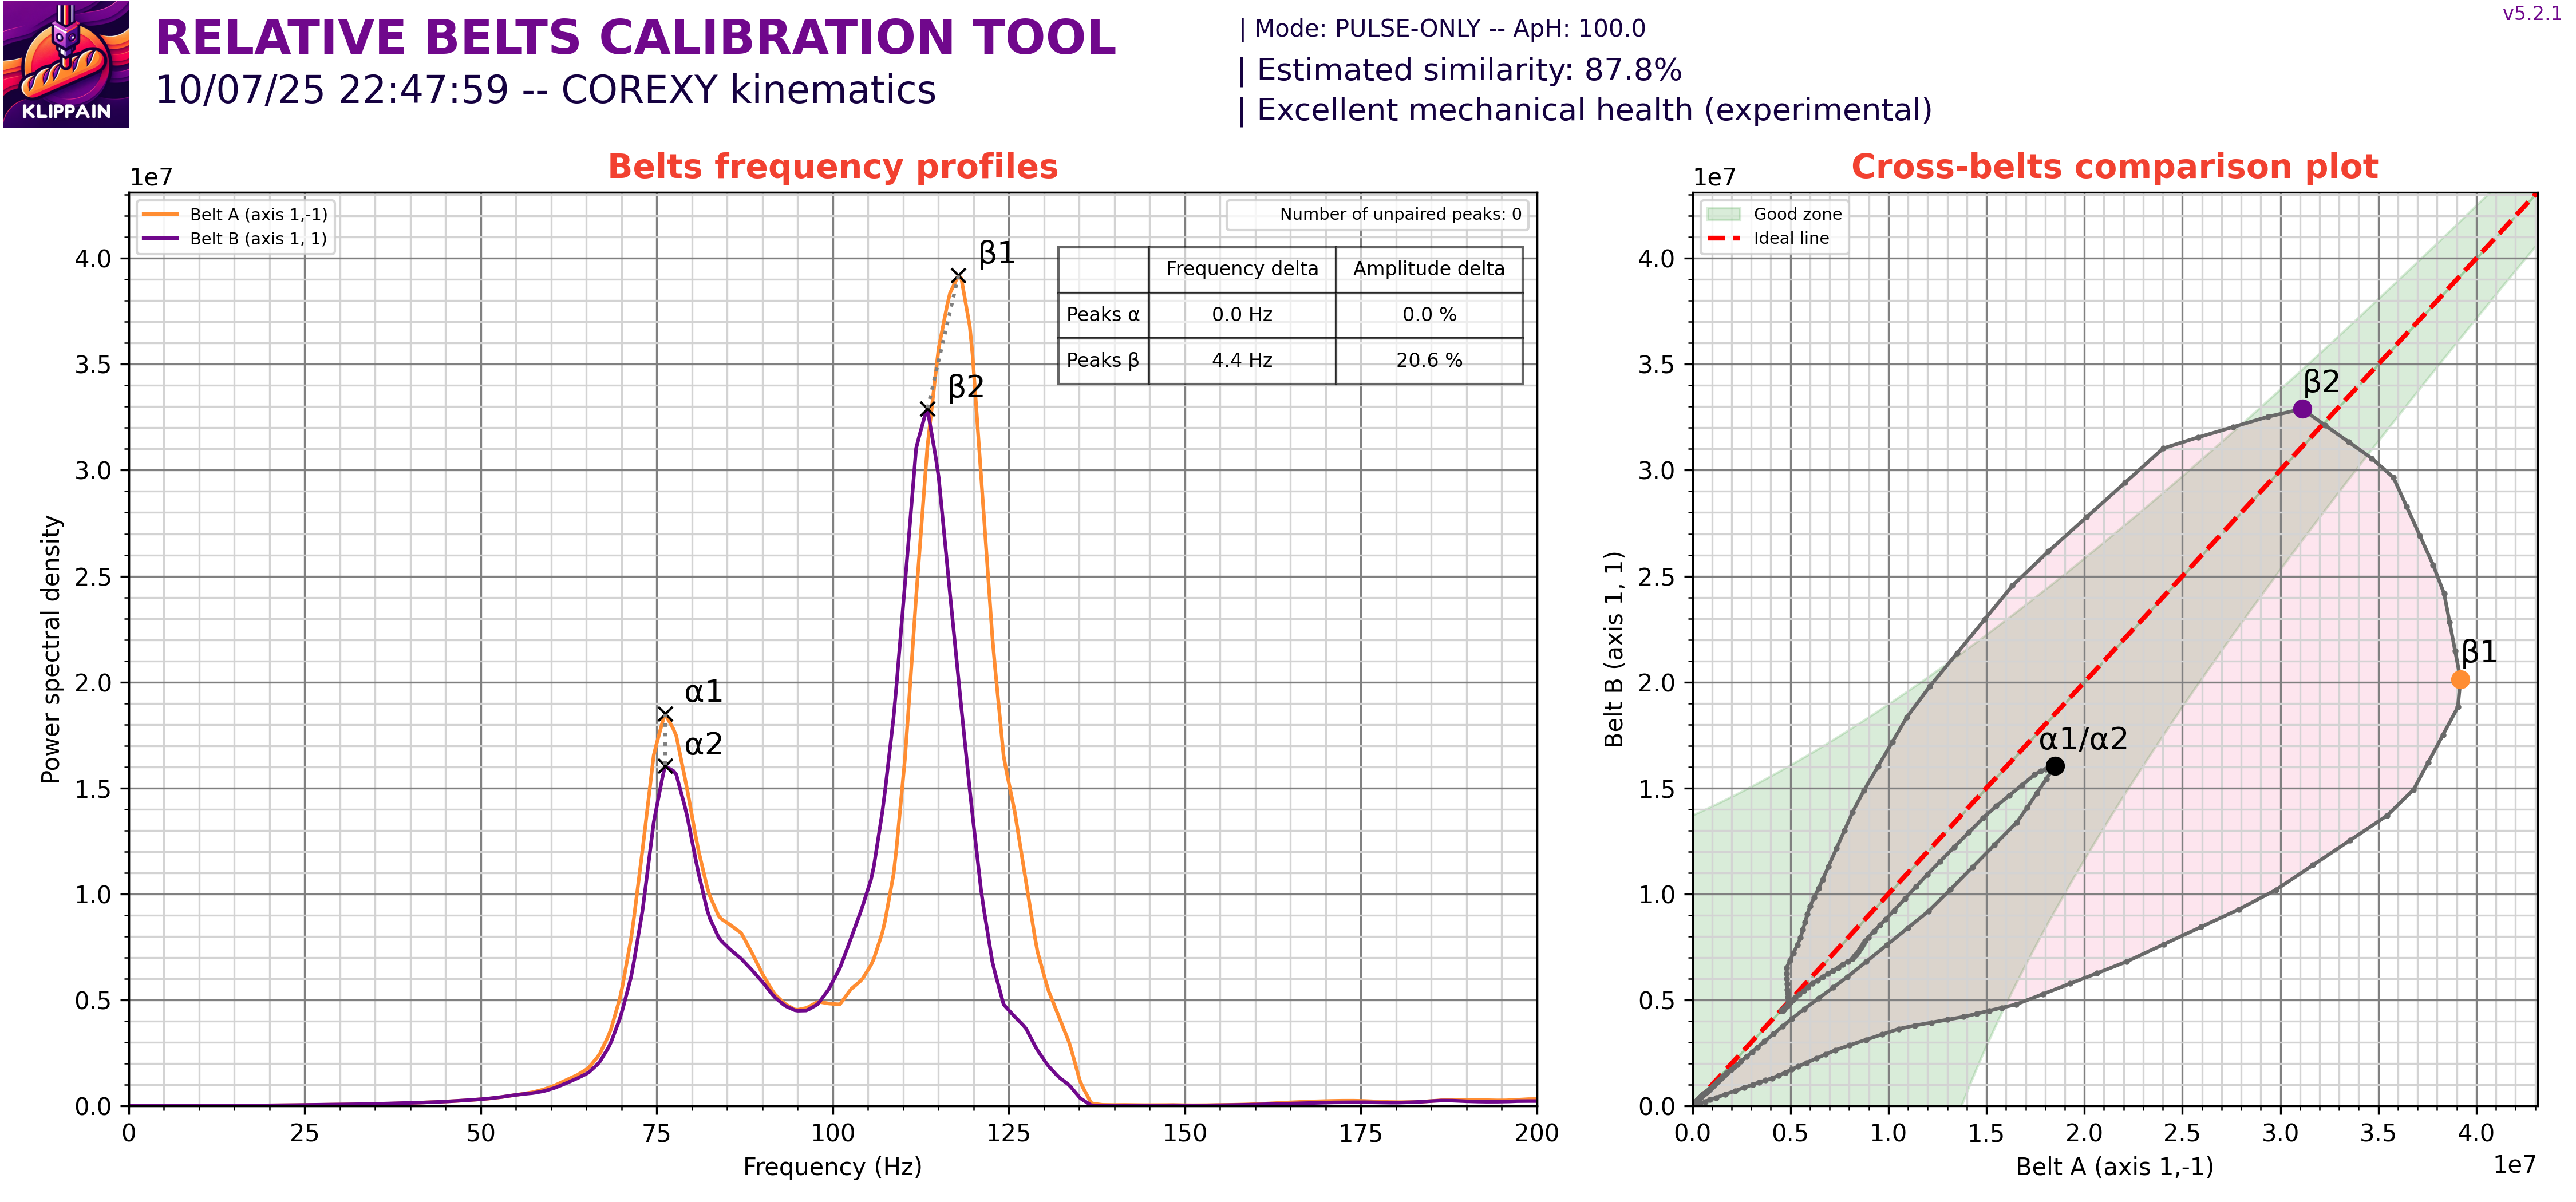 KLIPPAIN
RELATIVE BELTS CALIBRATION TOOL
10/07/25 22:47:59 -- COREXY kinematics
| Mode: PULSE-ONLY -- ApH: 100.0
| Estimated similarity: 87.8%
| Excellent mechanical health (experimental)
v5.2.1
Belts frequency profiles
1e7
Belt A (axis 1,-1)
Belt B (axis 1, 1)
Number of unpaired peaks: 0
Frequency delta Amplitude delta
Peaks α 0.0 Hz 0.0 %
Peaks β 4.4 Hz 20.6 %
β1
β2
α1
α2
Power spectral density
4.0
3.5
3.0
2.5
2.0
1.5
1.0
0.5
0.0
0 25 50 75 100 125 150 175 200
Frequency (Hz)
Cross-belts comparison plot
1e7
Good zone
Ideal line
β2
β1
α1/α2
Belt B (axis 1, 1)
4.0
3.5
3.0
2.5
2.0
1.5
1.0
0.5
0.0
0.0 0.5 1.0 1.5 2.0 2.5 3.0 3.5 4.0
Belt A (axis 1,-1)
1e7